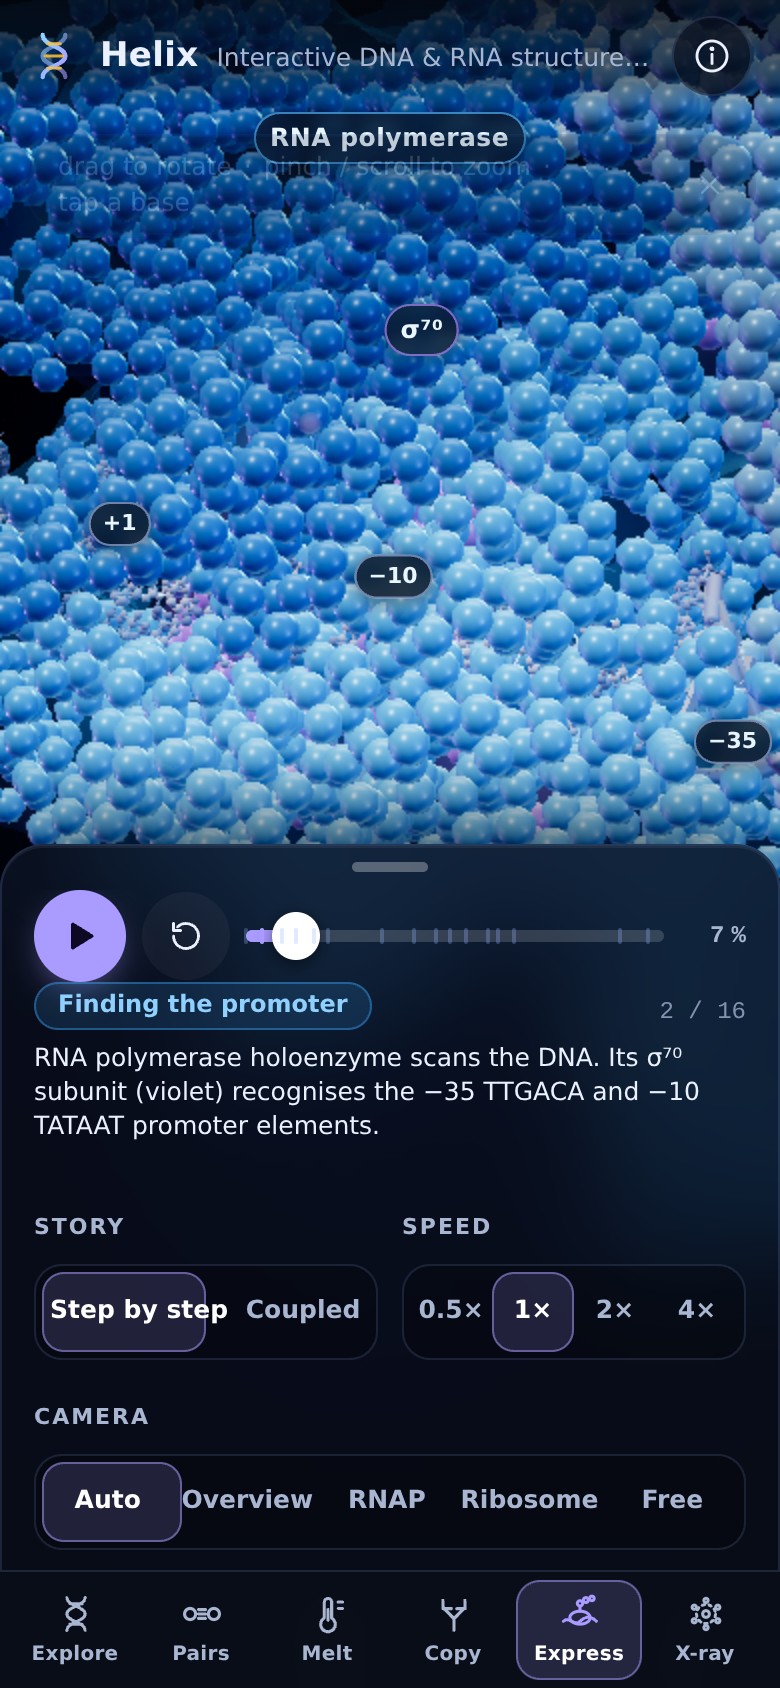 Helix Interactive DNA & RNA structure...
RNA polymerase
drag to rotate pinch / scroll to zoom
tap a base
σ⁷⁰
+1
−10
−35
7 %
Finding the promoter
2 / 16
RNA polymerase holoenzyme scans the DNA. Its σ⁷⁰
subunit (violet) recognises the −35 TTGACA and −10
TATAAT promoter elements.
STORY
SPEED
Step by step Coupled
0.5× 1× 2× 4×
CAMERA
Auto Overview RNAP Ribosome Free
Explore Pairs Melt Copy Express X-ray